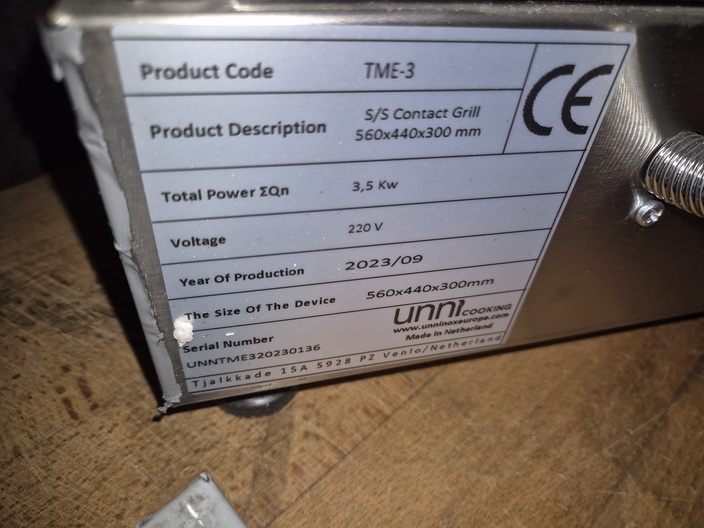 Product Code TME-3
CE
Product Description S/S Contact Grill
560x440x300 mm
Total Power ΣQn 3,5 Kw
Voltage 220 V
Year Of Production 2023/09
The Size Of The Device 560x440x300mm
Serial Number
UNNTME320230136
unni COOKING
www.unninoxeurope.com
Made in Netherland
Tjalkkade 15A 5928 PZ Venlo/Netherland